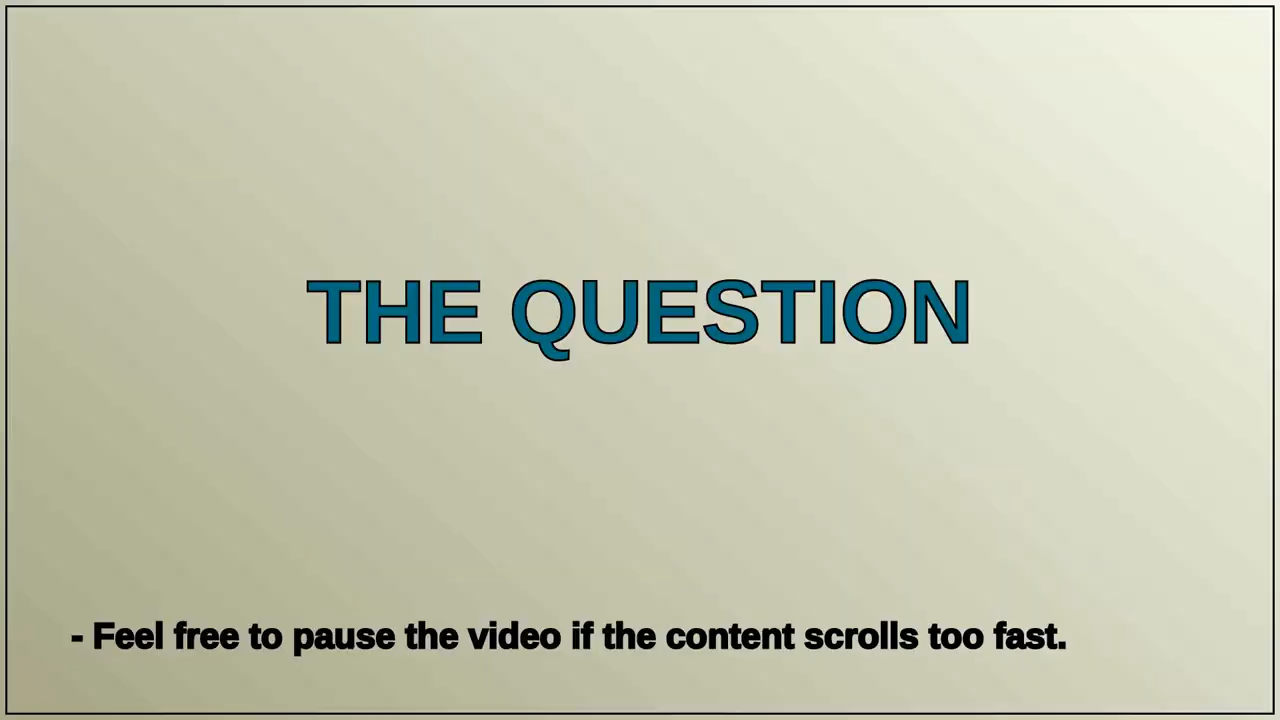 THE QUESTION
- Feel free to pause the video if the content scrolls too fast.